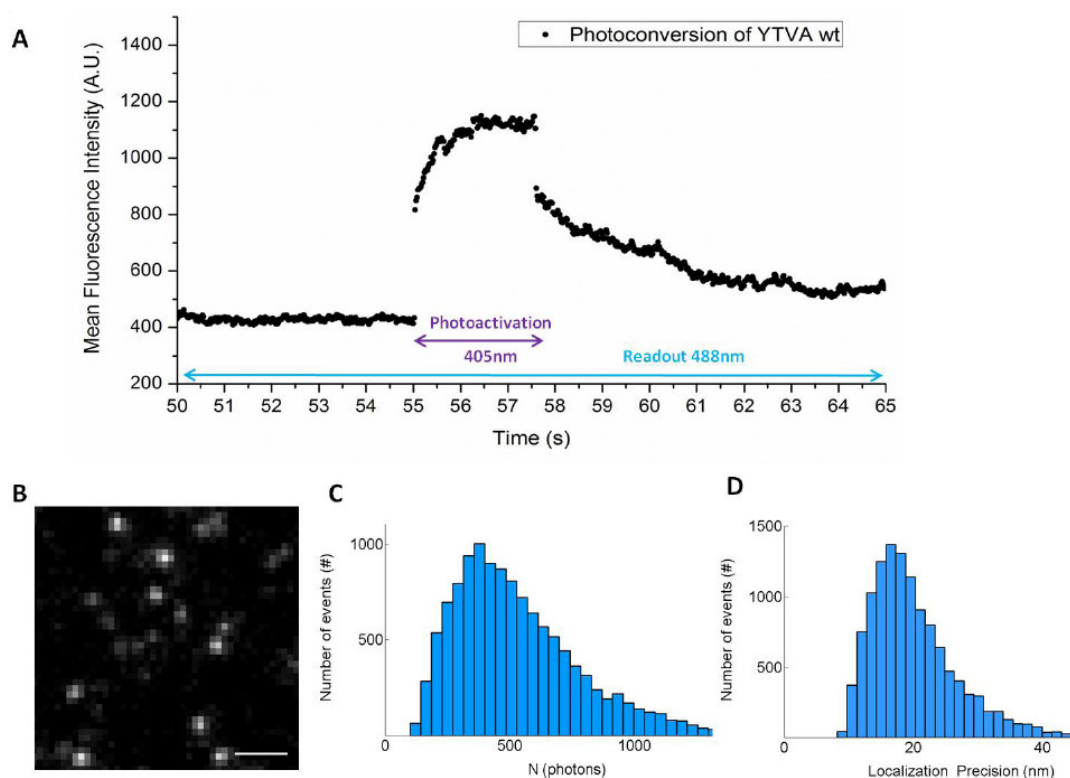 A
Photoconversion of YTVA wt
Mean Fluorescence Intensity (A.U.)
1400
1200
1000
800
600
400
200
Photoactivation
405nm
Readout 488nm
50 51 52 53 54 55 56 57 58 59 60 61 62 63 64 65
Time (s)
B
C
Number of events (#)
1000
500
0 500 1000
N (photons)
D
Number of events (#)
1500
1000
500
0 20 40
Localization Precision (nm)